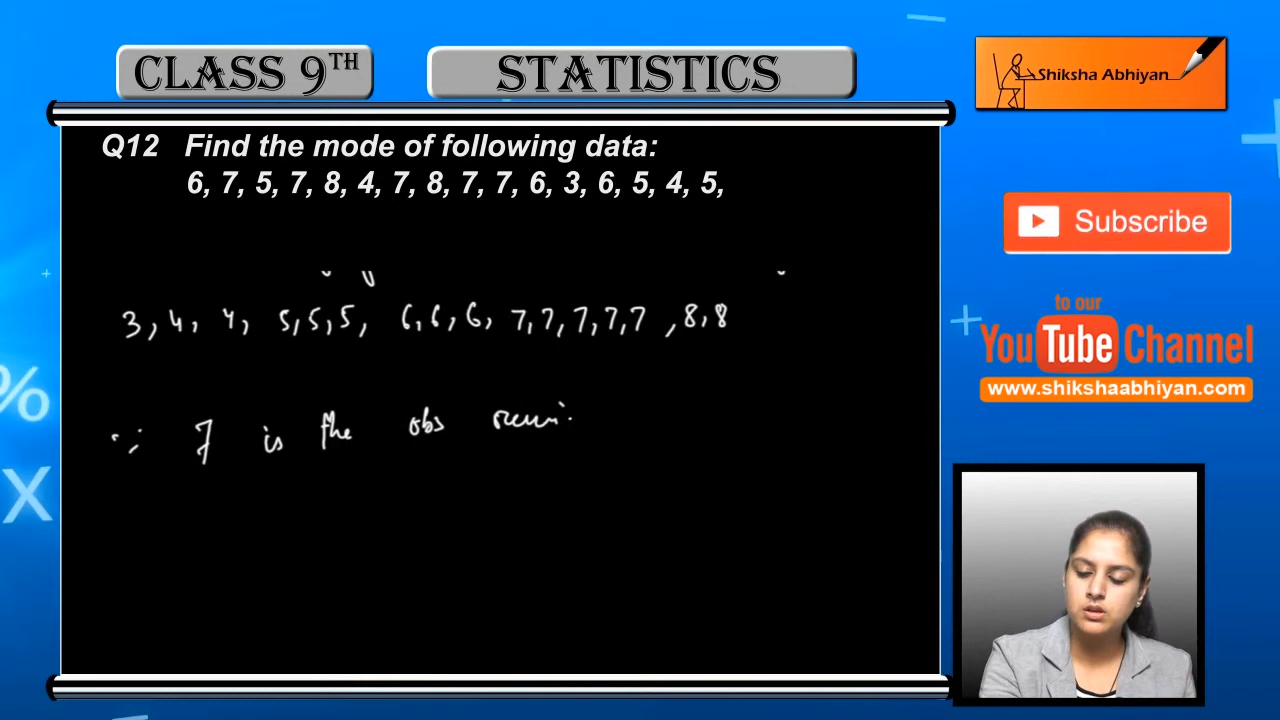 CLASS 9TH
STATISTICS
Shiksha Abhiyan
Q12 Find the mode of following data:
6, 7, 5, 7, 8, 4, 7, 8, 7, 7, 6, 3, 6, 5, 4, 5,
Subscribe
to our
YouTube Channel
www.shikshaabhiyan.com
3, 4, 4, 5, 5, 5, 6, 6, 6, 7, 7, 7, 7, 7, 8, 8
∵ 7 is the obs
%
X